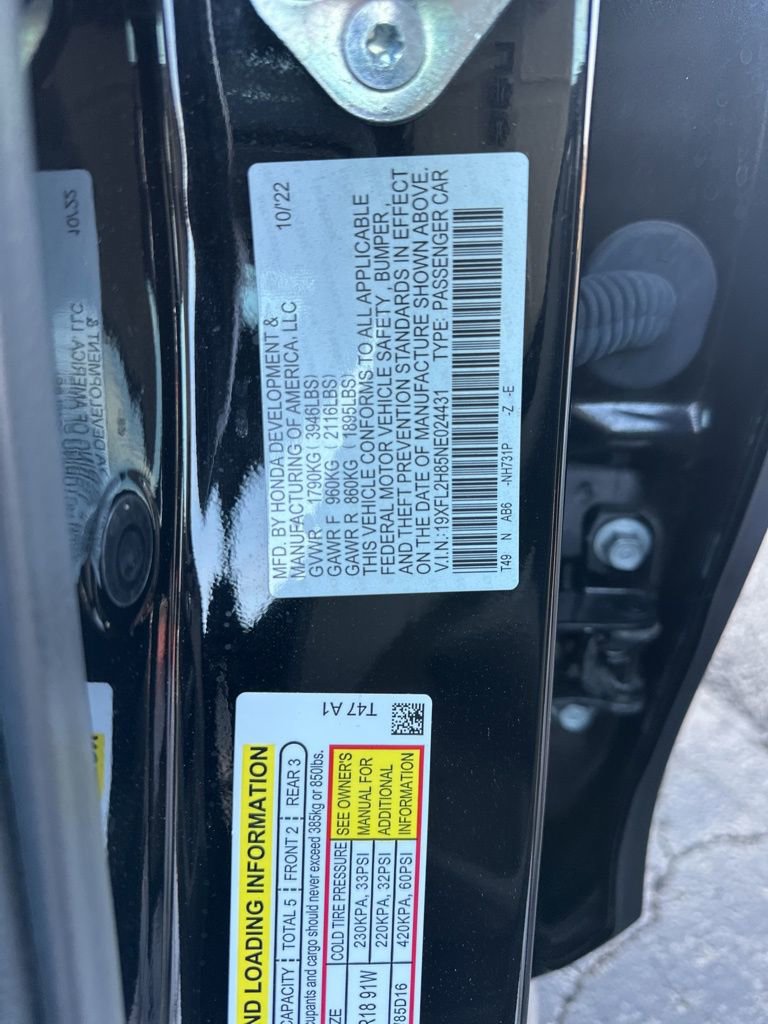 MFD. BY HONDA DEVELOPMENT &
MANUFACTURING OF AMERICA, LLC 10/'22
GVWR 1790KG (3946LBS)
GAWR F 960KG (2116LBS)
GAWR R 860KG (1895LBS)
THIS VEHICLE CONFORMS TO ALL APPLICABLE
FEDERAL MOTOR VEHICLE SAFETY, BUMPER,
AND THEFT PREVENTION STANDARDS IN EFFECT
ON THE DATE OF MANUFACTURE SHOWN ABOVE.
V.I.N.:19XFL2H85NE024431 TYPE: PASSENGER CAR
T49 N AB6 -NH731P -Z -E
T47 A1
ND LOADING INFORMATION
CAPACITY TOTAL 5 FRONT 2 REAR 3
cupants and cargo should never exceed 385kg or 850lbs.
ZE COLD TIRE PRESSURE SEE OWNER'S
R18 91W 230KPA, 33PSI MANUAL FOR
220KPA, 32PSI ADDITIONAL
785D16 420KPA, 60PSI INFORMATION